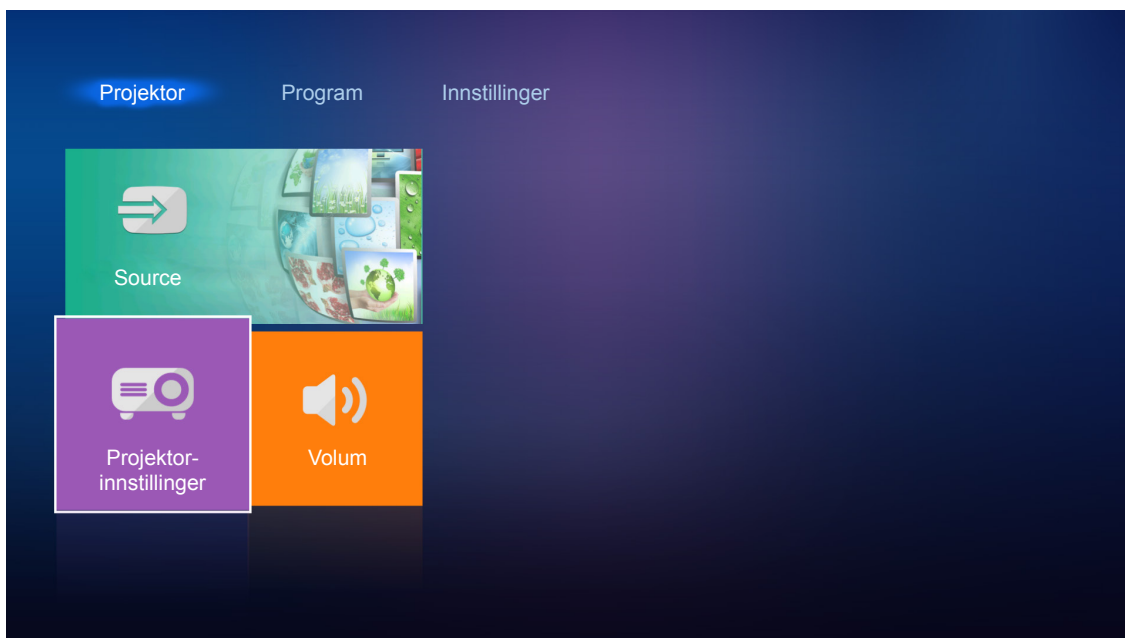 Projektor Program Innstillinger
Source
Projektor-
innstillinger
Volum